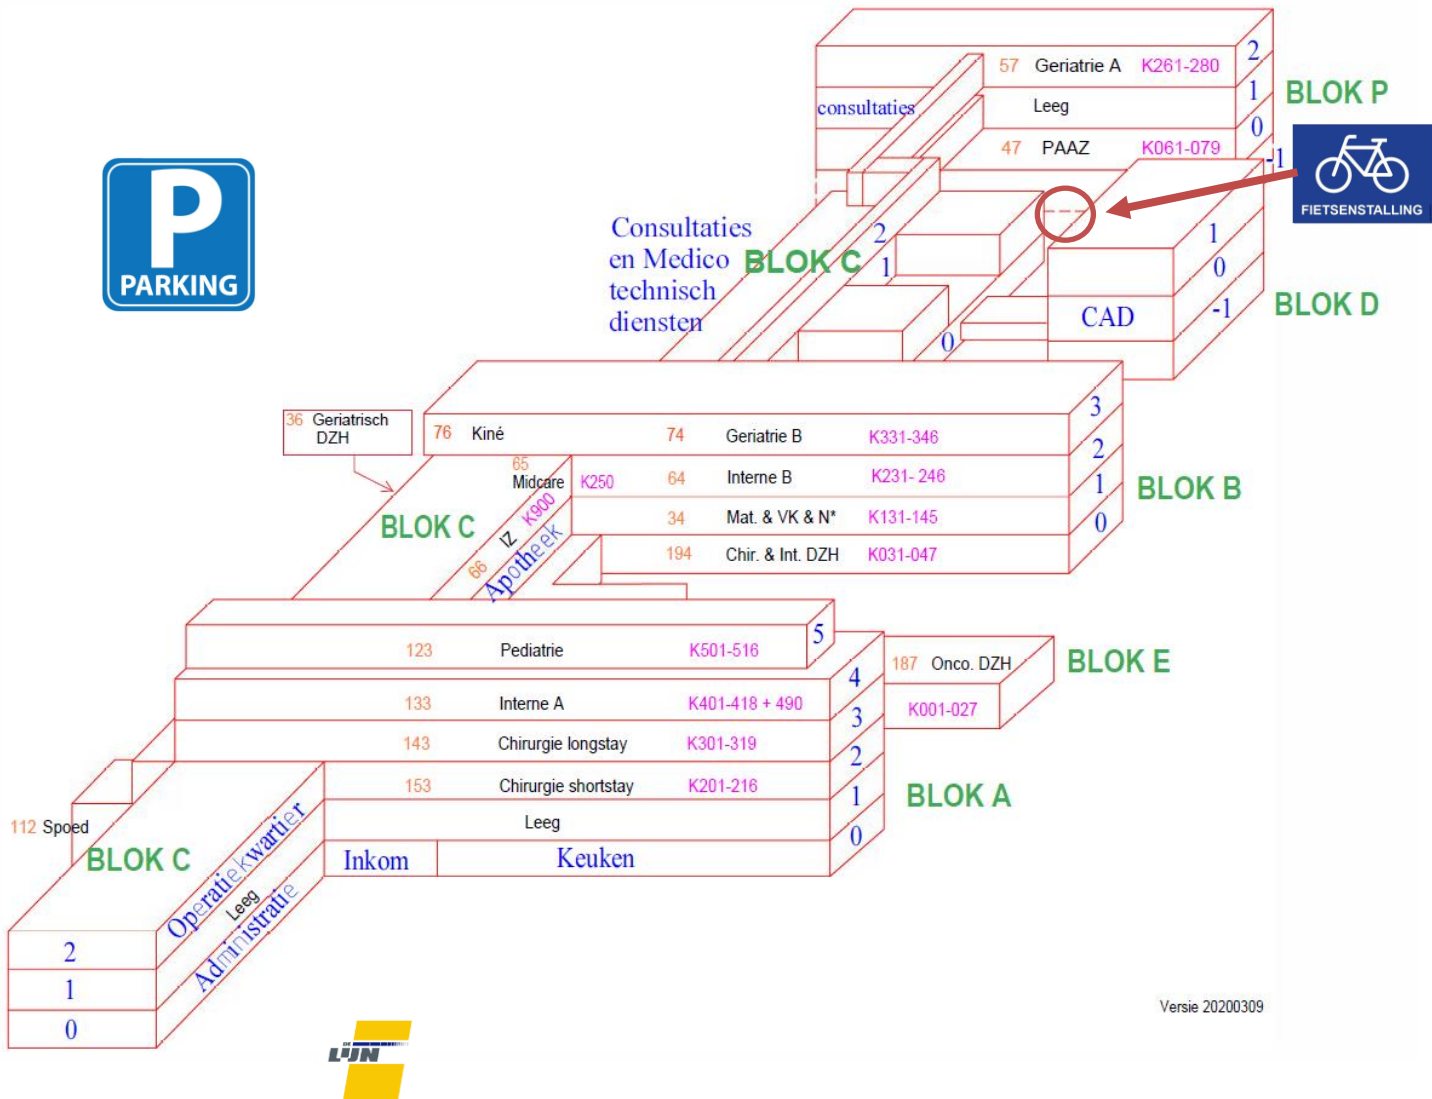 2
57 Geriatrie A K261-280
1
BLOK P
consultaties
Leeg
0
47 PAAZ K061-079
-1
FIETSENSTALLING
P
PARKING
Consultaties
en Medico
technisch
diensten
BLOK C
2
1
0
1
0
-1
CAD
BLOK D
36 Geriatrisch
DZH
76 Kiné
74 Geriatrie B K331-346
3
65
Midcare K250
64 Interne B K231- 246
2
34 Mat. & VK & N* K131-145
1
194 Chir. & Int. DZH K031-047
0
BLOK B
BLOK C
66 IZ K900
Apotheek
123 Pediatrie K501-516
5
133 Interne A K401-418 + 490
4
143 Chirurgie longstay K301-319
3
153 Chirurgie shortstay K201-216
2
Leeg
1
Inkom
Keuken
0
BLOK A
187 Onco. DZH
K001-027
BLOK E
112 Spoed
BLOK C
Operatiekwartier
Leeg
Administratie
2
1
0
Versie 20200309
DE
LIJN